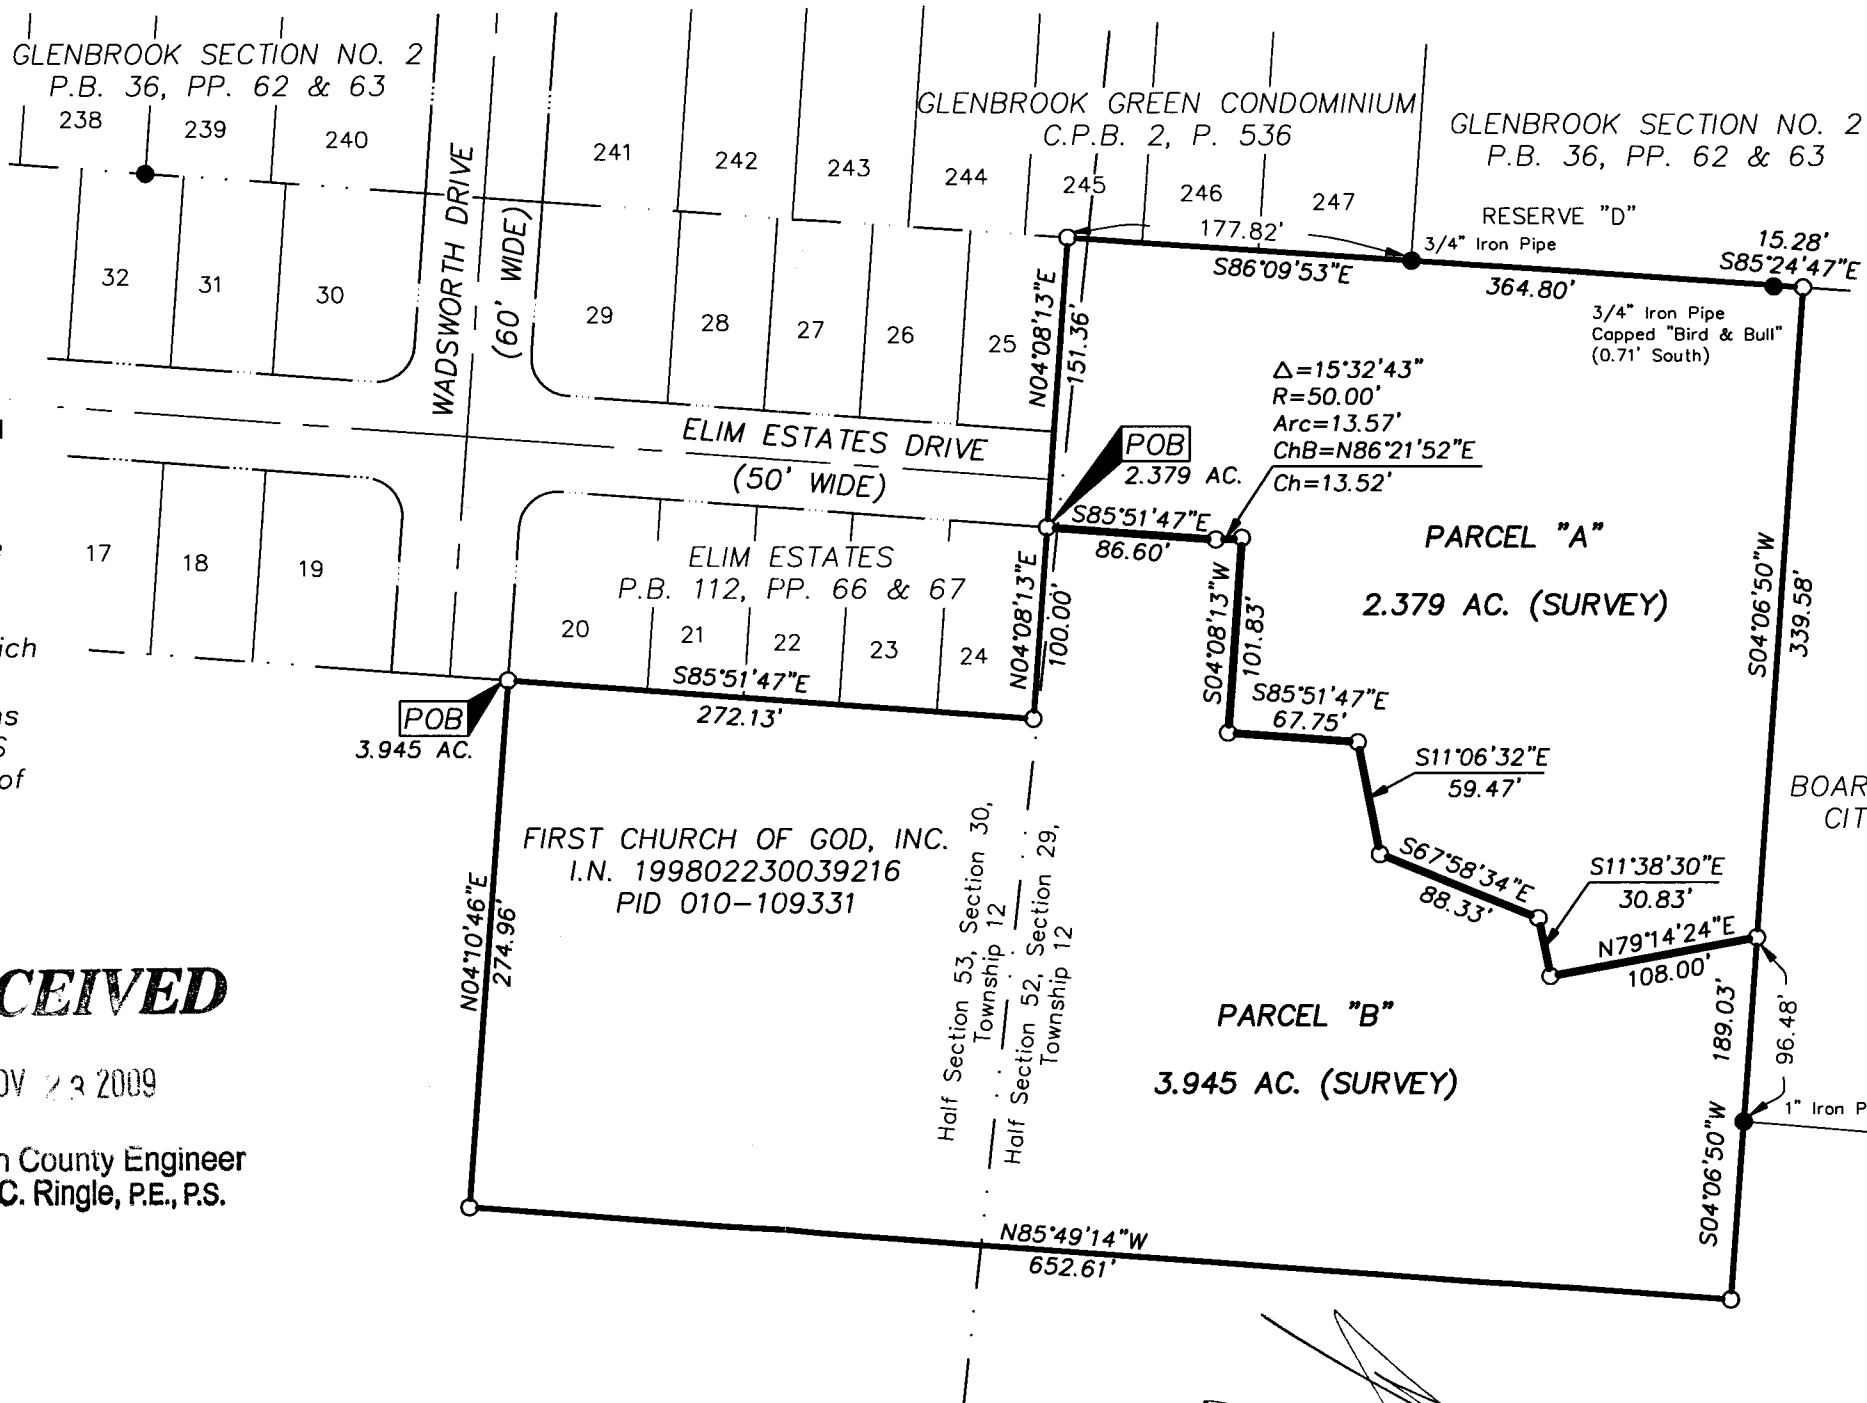 GLENBROOK SECTION NO. 2
P.B. 36, PP. 62 & 63
238
239
240
WADSWORTH DRIVE
(60' WIDE)
241
242
243
244
GLENBROOK GREEN CONDOMINIUM
C.P.B. 2, P. 536
245
246
247
GLENBROOK SECTION NO. 2
P.B. 36, PP. 62 & 63
RESERVE "D"
177.82'
S86°09'53"E
3/4" Iron Pipe
364.80'
15.28'
S85°24'47"E
3/4" Iron Pipe
Capped "Bird & Bull"
(0.71' South)
32
31
30
29
28
27
26
25
N04°08'13"E
151.36'
Δ=15°32'43"
R=50.00'
Arc=13.57'
ChB=N86°21'52"E
Ch=13.52'
ELIM ESTATES DRIVE
(50' WIDE)
POB
2.379 AC.
S85°51'47"E
86.60'
PARCEL "A"
2.379 AC. (SURVEY)
S04°06'50"W
339.58'
17
18
19
ELIM ESTATES
P.B. 112, PP. 66 & 67
20
21
22
23
24
N04°08'13"E
100.00'
S04°08'13"W
101.83'
S85°51'47"E
67.75'
ich
S85°51'47"E
272.13'
POB
3.945 AC.
of
S11°06'32"E
59.47'
BOAR
CIT
FIRST CHURCH OF GOD, INC.
I.N. 199802230039216
PID 010-109331
Half Section 53, Section 30,
Township 12
Half Section 52, Section 29,
Township 12
S67°58'34"E
88.33'
S11°38'30"E
30.83'
N79°14'24"E
108.00'
N04°10'46"E
274.96'
CEIVED
OV 23 2009
n County Engineer
C. Ringle, P.E., P.S.
PARCEL "B"
3.945 AC. (SURVEY)
189.03'
96.48'
1" Iron P
S04°06'50"W
N85°49'14"W
652.61'